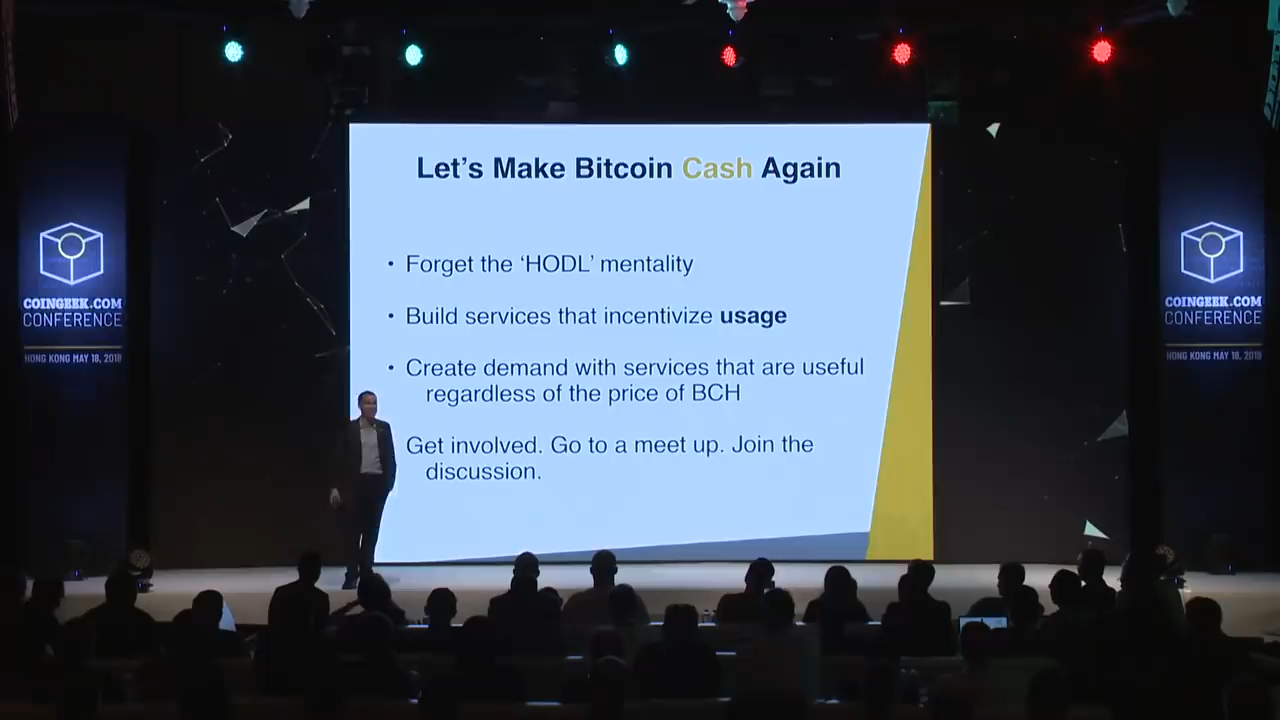 Let's Make Bitcoin Cash Again
• Forget the ‘HODL’ mentality
• Build services that incentivize usage
• Create demand with services that are useful
regardless of the price of BCH
Get involved. Go to a meet up. Join the
discussion.
COINGEEK.COM
CONFERENCE
HONG KONG MAY 18, 2018
COINGEEK.COM
CONFERENCE
HONG KONG MAY 18, 2018